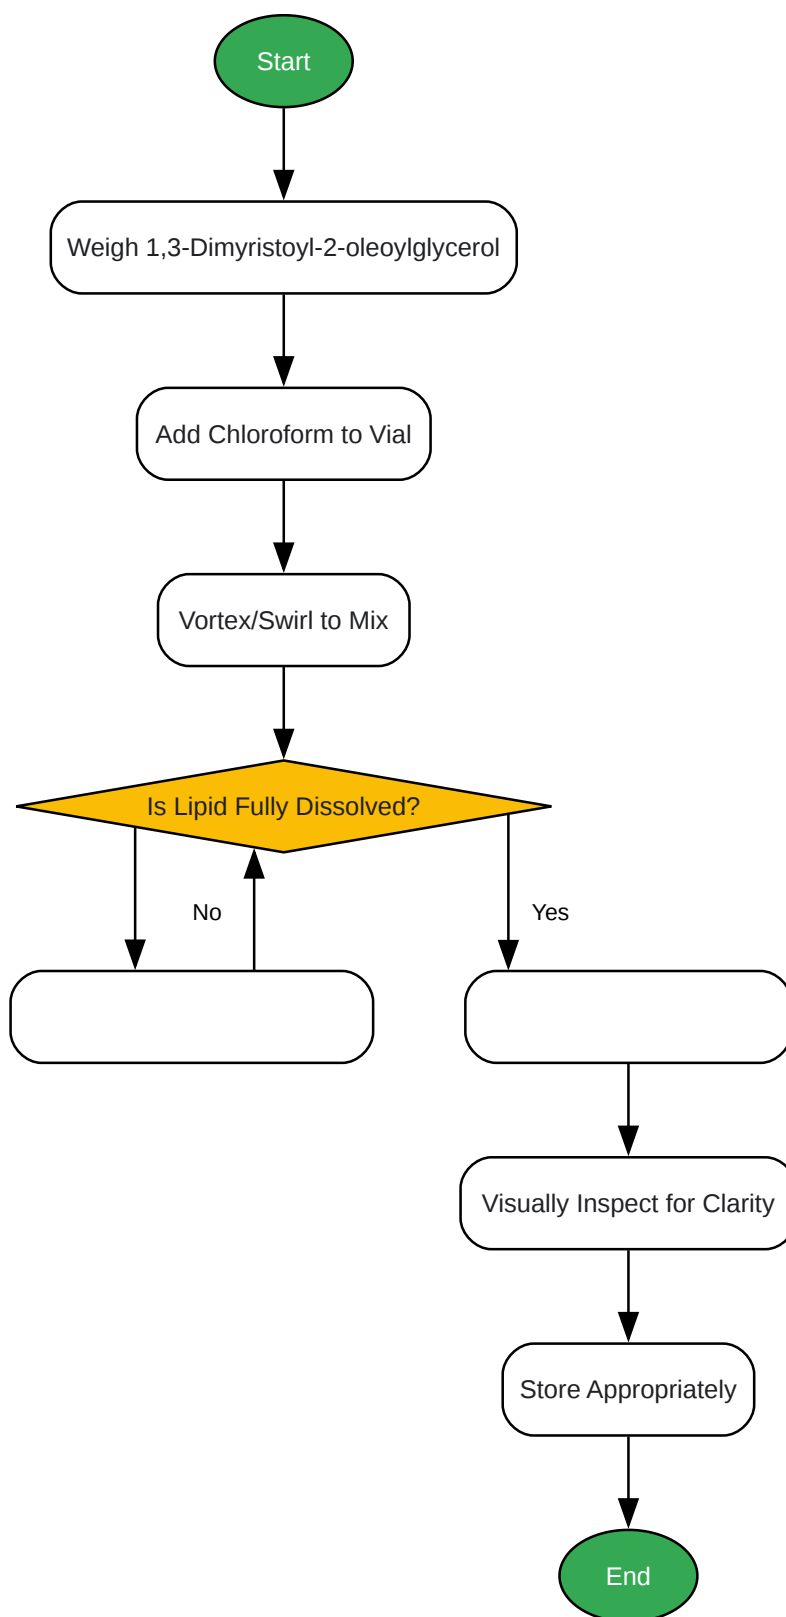 Start
Weigh 1,3-Dimyristoyl-2-oleoylglycerol
Add Chloroform to Vial
Vortex/Swirl to Mix
Is Lipid Fully Dissolved?
No
Yes
Visually Inspect for Clarity
Store Appropriately
End